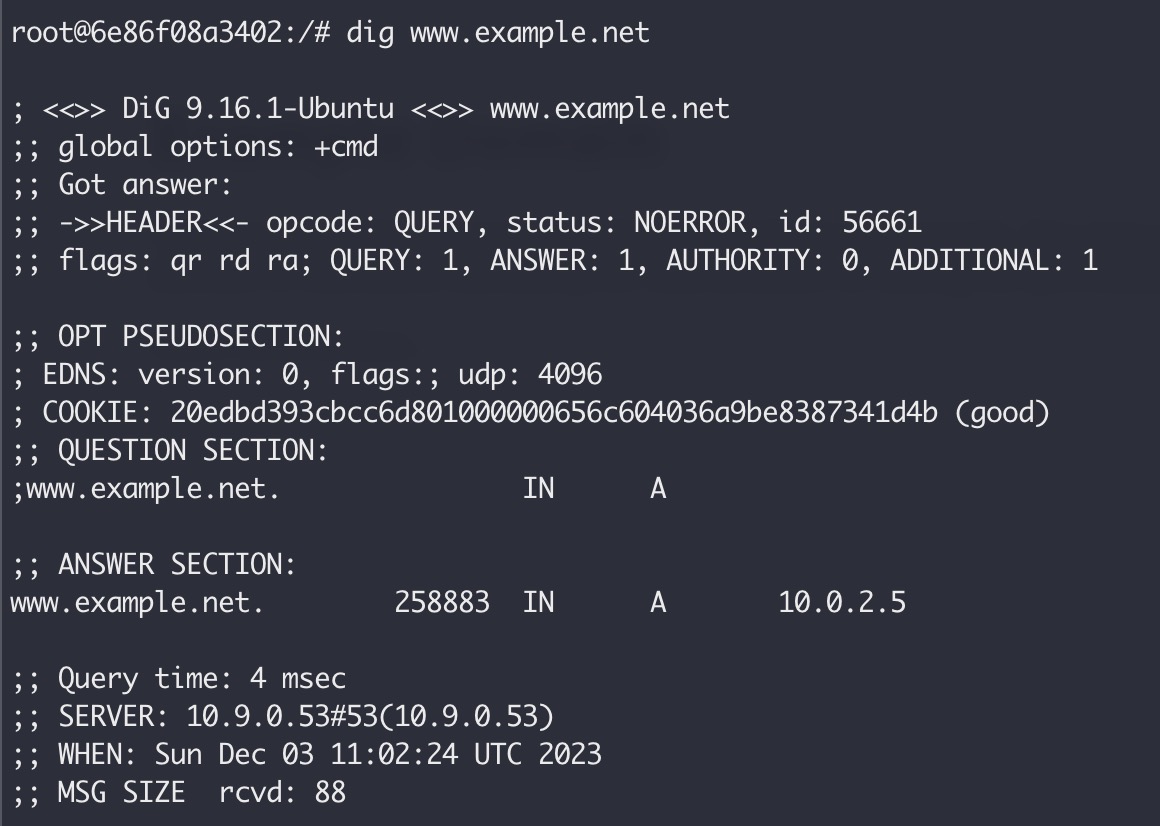 root@6e86f08a3402:/# dig www.example.net
; <<>> DiG 9.16.1-Ubuntu <<>> www.example.net
;; global options: +cmd
;; Got answer:
;; ->>HEADER<<- opcode: QUERY, status: NOERROR, id: 56661
;; flags: qr rd ra; QUERY: 1, ANSWER: 1, AUTHORITY: 0, ADDITIONAL: 1
;; OPT PSEUDOSECTION:
; EDNS: version: 0, flags:; udp: 4096
; COOKIE: 20edbd393cbcc6d801000000656c604036a9be8387341d4b (good)
;; QUESTION SECTION:
;www.example.net. IN A
;; ANSWER SECTION:
www.example.net. 258883 IN A 10.0.2.5
;; Query time: 4 msec
;; SERVER: 10.9.0.53#53(10.9.0.53)
;; WHEN: Sun Dec 03 11:02:24 UTC 2023
;; MSG SIZE rcvd: 88